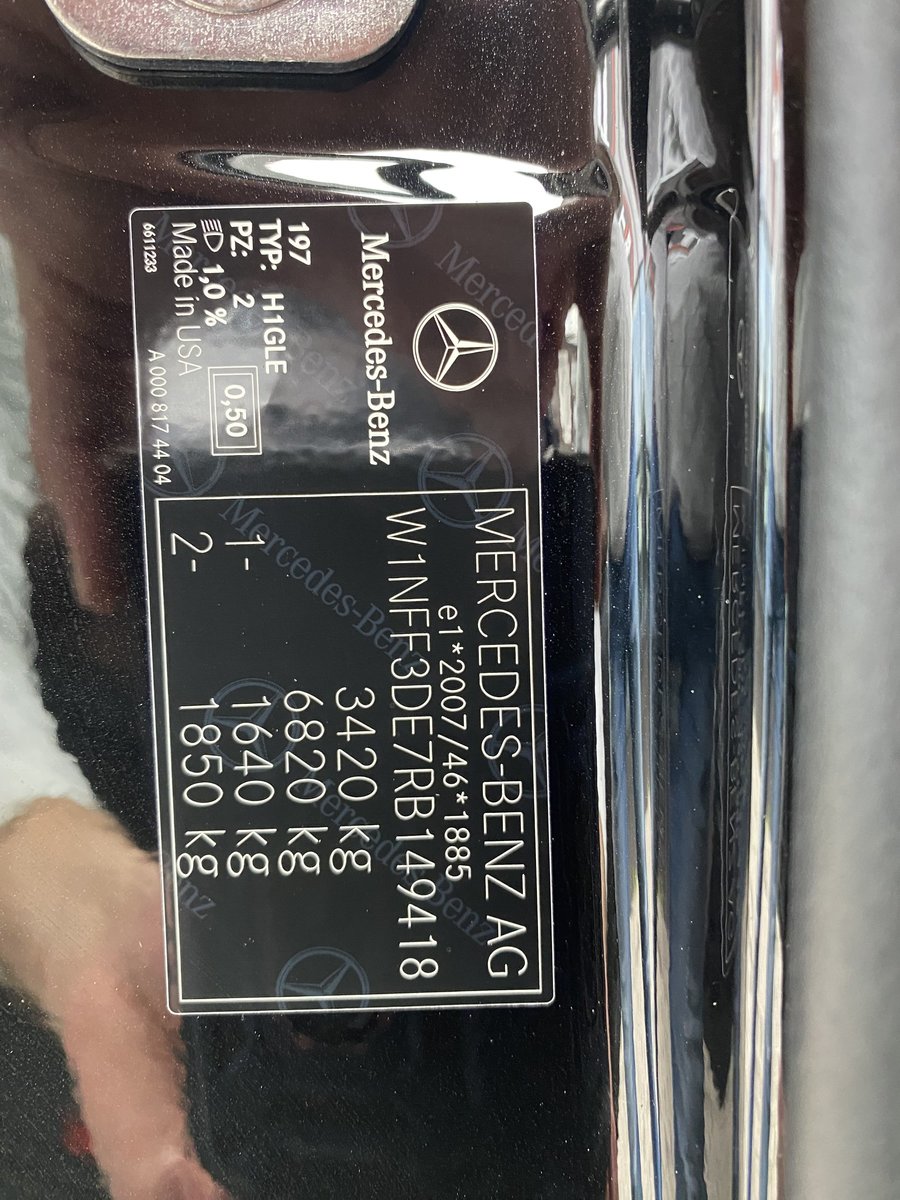 Mercedes-Benz
197
TYP: H1GLE
PZ: 2
1,0 %
0,50
Made in USA
6611233
A 000 817 44 04
MERCEDES-BENZ AG
e1*2007/46*1885
W1NFF3DE7RB149418
3420 kg
6820 kg
1- 1640 kg
2- 1850 kg